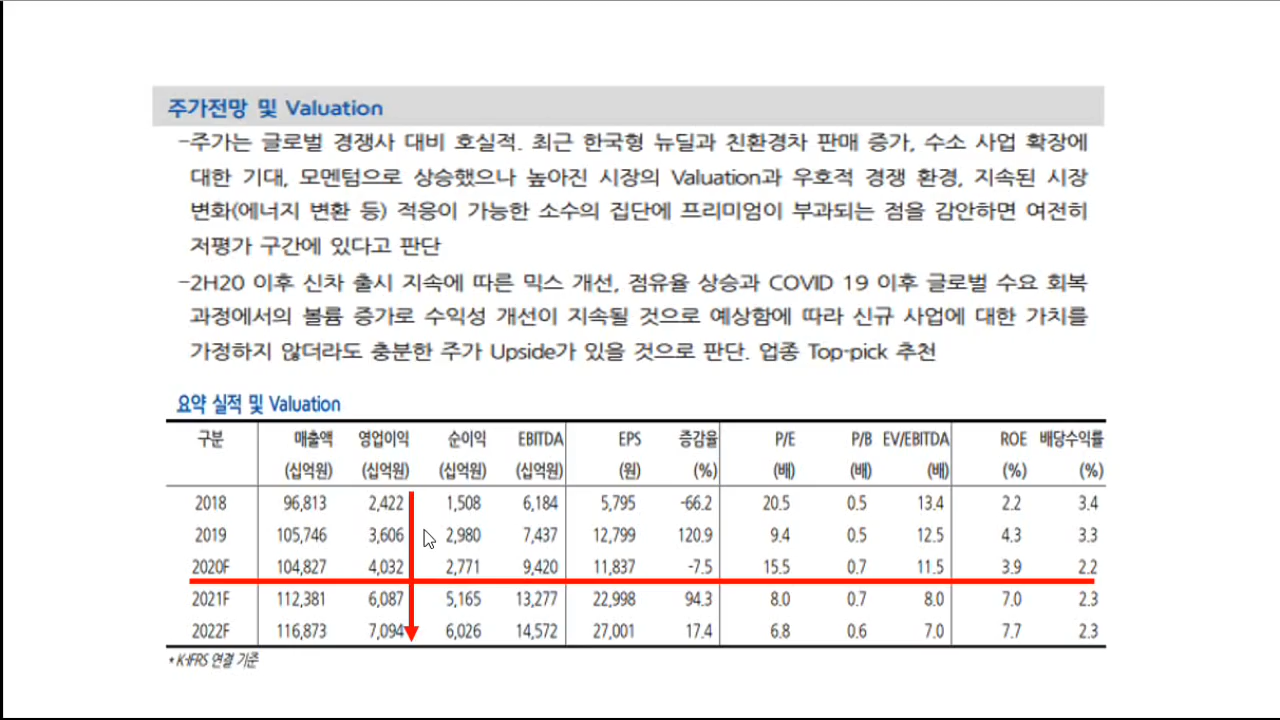 주가전망 및 Valuation
-주가는 글로벌 경쟁사 대비 호실적. 최근 한국형 뉴딜과 친환경차 판매 증가, 수소 사업 확장에
대한 기대, 모멘텀으로 상승했으나 높아진 시장의 Valuation과 우호적 경쟁 환경, 지속된 시장
변화(에너지 변환 등) 적응이 가능한 소수의 집단에 프리미엄이 부과되는 점을 감안하면 여전히
저평가 구간에 있다고 판단
-2H20 이후 신차 출시 지속에 따른 믹스 개선, 점유율 상승과 COVID 19 이후 글로벌 수요 회복
과정에서의 볼륨 증가로 수익성 개선이 지속될 것으로 예상함에 따라 신규 사업에 대한 가치를
가정하지 않더라도 충분한 주가 Upside가 있을 것으로 판단. 업종 Top-pick 추천
요약 실적 및 Valuation
구분 매출액 영업이익 순이익 EBITDA EPS 증감율 P/E P/B EV/EBITDA ROE 배당수익률
(십억원) (십억원) (십억원) (십억원) (원) (%) (배) (배) (배) (%) (%)
2018 96,813 2,422 1,508 6,184 5,795 -66.2 20.5 0.5 13.4 2.2 3.4
2019 105,746 3,606 2,980 7,437 12,799 120.9 9.4 0.5 12.5 4.3 3.3
2020F 104,827 4,032 2,771 9,420 11,837 -7.5 15.5 0.7 11.5 3.9 2.2
2021F 112,381 6,087 5,165 13,277 22,998 94.3 8.0 0.7 8.0 7.0 2.3
2022F 116,873 7,094 6,026 14,572 27,001 17.4 6.8 0.6 7.0 7.7 2.3
* K-IFRS 연결 기준